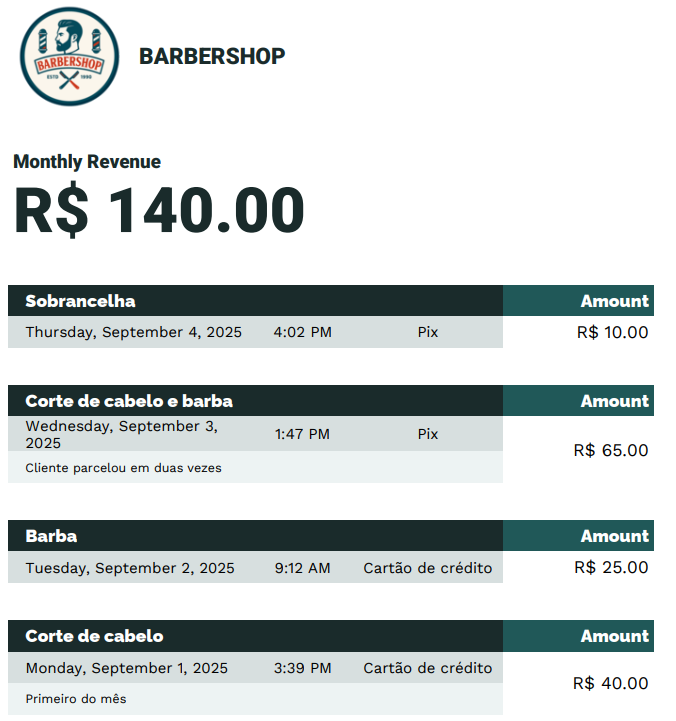 BARBERSHOP
ESTD 1990
BARBERSHOP
Monthly Revenue
R$ 140.00
Sobrancelha Amount
Thursday, September 4, 2025 4:02 PM Pix R$ 10.00
Corte de cabelo e barba Amount
Wednesday, September 3,
2025 1:47 PM Pix R$ 65.00
Cliente parcelou em duas vezes
Barba Amount
Tuesday, September 2, 2025 9:12 AM Cartão de crédito R$ 25.00
Corte de cabelo Amount
Monday, September 1, 2025 3:39 PM Cartão de crédito R$ 40.00
Primeiro do mês